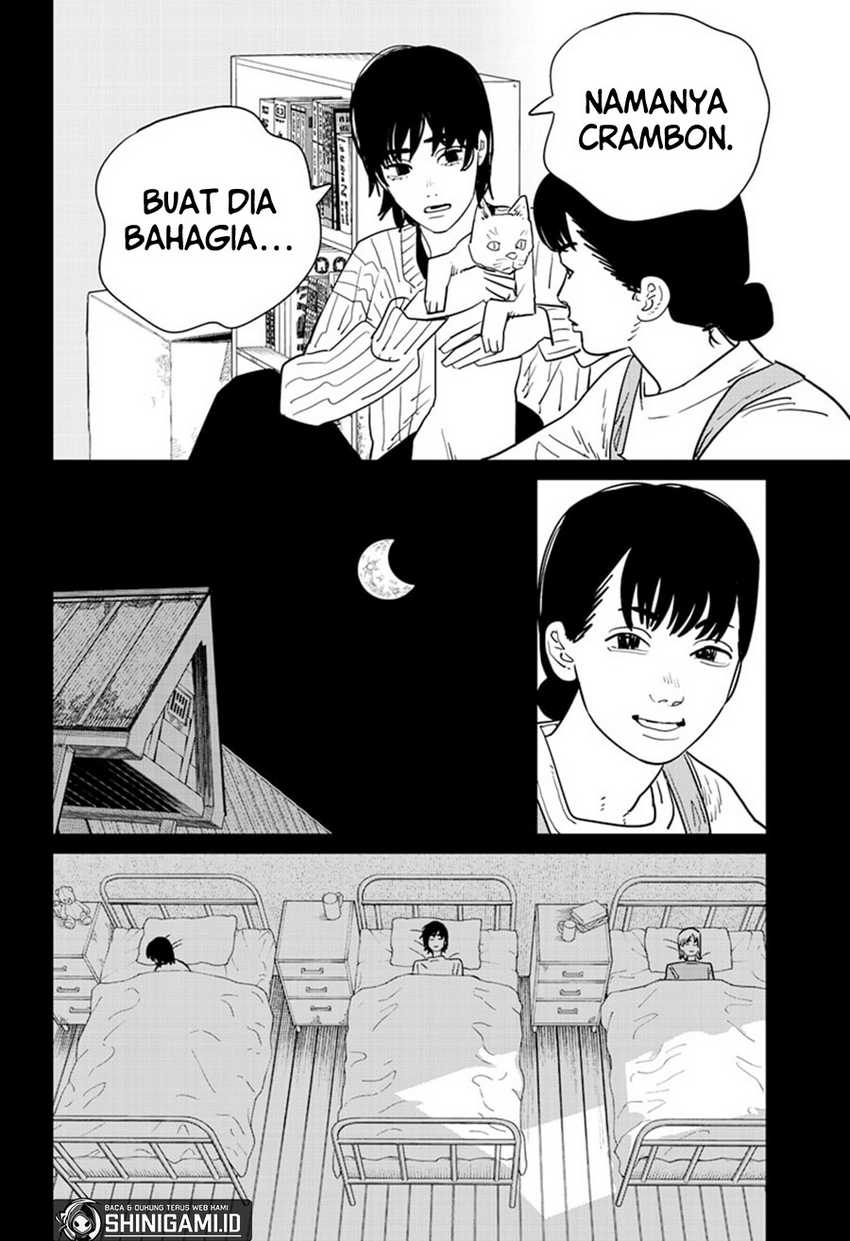 NAMANYA
CRAMBON.
BUAT DIA
BAHAGIA...
BACA & DUKUNG TERUS WEB KAMI
SHINIGAMI.ID